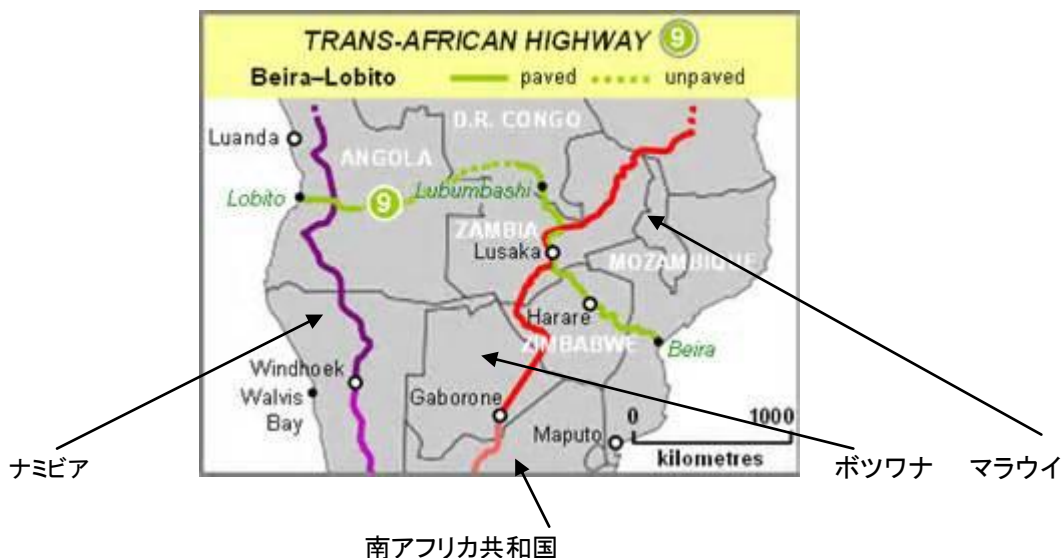 TRANS-AFRICAN HIGHWAY 9
Beira–Lobito paved unpaved
D.R. CONGO
Luanda
ANGOLA
Lobito
9
Lubumbashi
ZAMBIA
Lusaka
MOZAMBIQUE
Harare
ZIMBABWE
Beira
Windhoek
Walvis
Bay
Gaborone
0 1000
Maputo
kilometres
ナミビア
ボツワナ
マラウイ
南アフリカ共和国